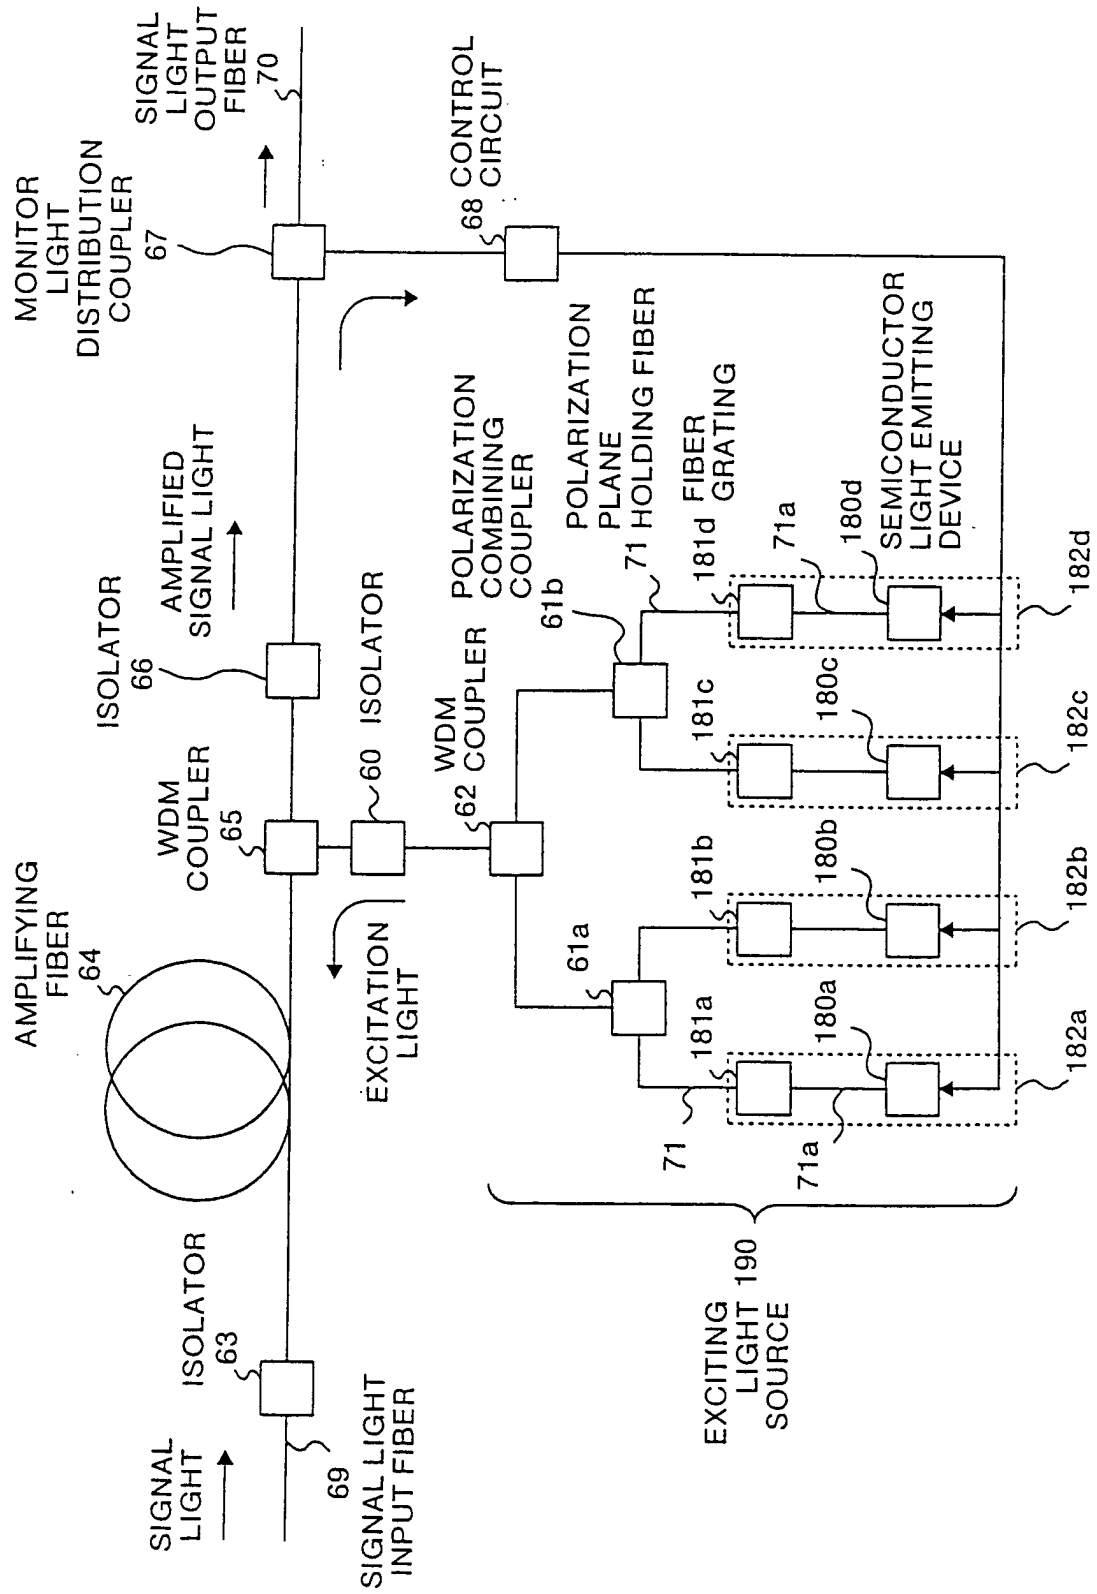 SIGNAL
LIGHT
69
SIGNAL LIGHT
INPUT FIBER
ISOLATOR
63
AMPLIFYING
FIBER
64
EXCITATION
LIGHT
WDM
COUPLER
65
60 ISOLATOR
ISOLATOR
66
AMPLIFIED
SIGNAL LIGHT
MONITOR
LIGHT
DISTRIBUTION
COUPLER
67
SIGNAL
LIGHT
OUTPUT
FIBER
70
68 CONTROL
CIRCUIT
62 WDM
COUPLER
POLARIZATION
COMBINING
COUPLER
61b
61a
POLARIZATION
PLANE
71 HOLDING FIBER
71
181a
181b
181c
181d FIBER
GRATING
71a
71a
180a
180b
180c
180d
SEMICONDUCTOR
LIGHT EMITTING
DEVICE
182a
182b
182c
182d
EXCITING
LIGHT 190
SOURCE